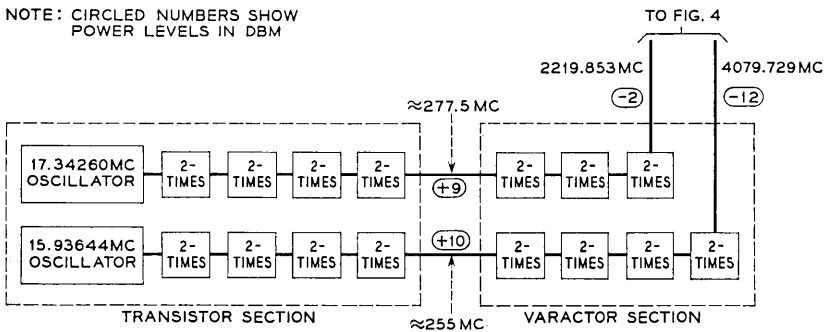 NOTE: CIRCLED NUMBERS SHOW
POWER LEVELS IN DBM
TO FIG. 4
2219.853 MC
4079.729 MC
-2
-12
≈277.5 MC
17.34260MC
OSCILLATOR
2-
TIMES
2-
TIMES
2-
TIMES
2-
TIMES
+9
2-
TIMES
2-
TIMES
2-
TIMES
15.93644MC
OSCILLATOR
2-
TIMES
2-
TIMES
2-
TIMES
2-
TIMES
+10
2-
TIMES
2-
TIMES
2-
TIMES
2-
TIMES
TRANSISTOR SECTION
≈255 MC
VARACTOR SECTION